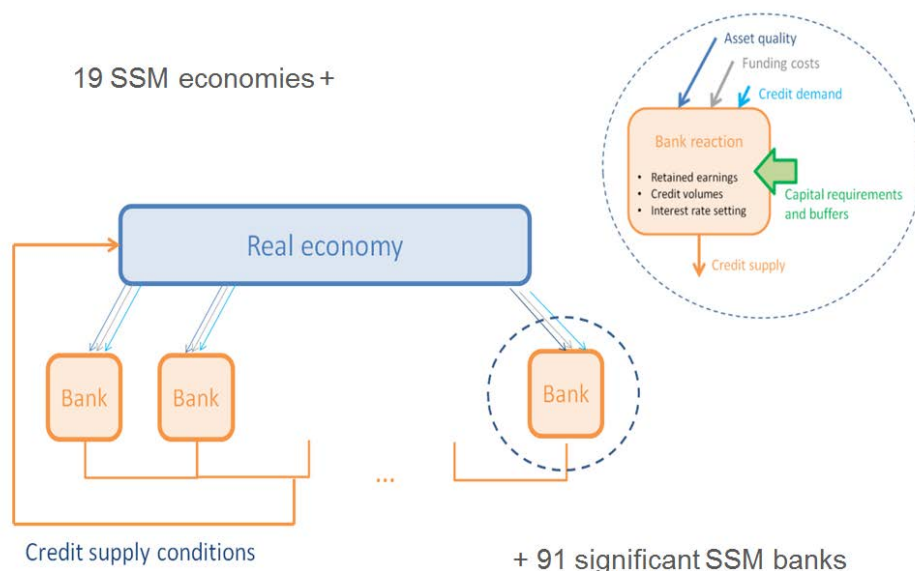 19 SSM economies +
Asset quality
Funding costs
Credit demand
Bank reaction
• Retained earnings
• Credit volumes
• Interest rate setting
Capital requirements
and buffers
Credit supply
Real economy
Bank
Bank
Bank
...
Credit supply conditions
+ 91 significant SSM banks